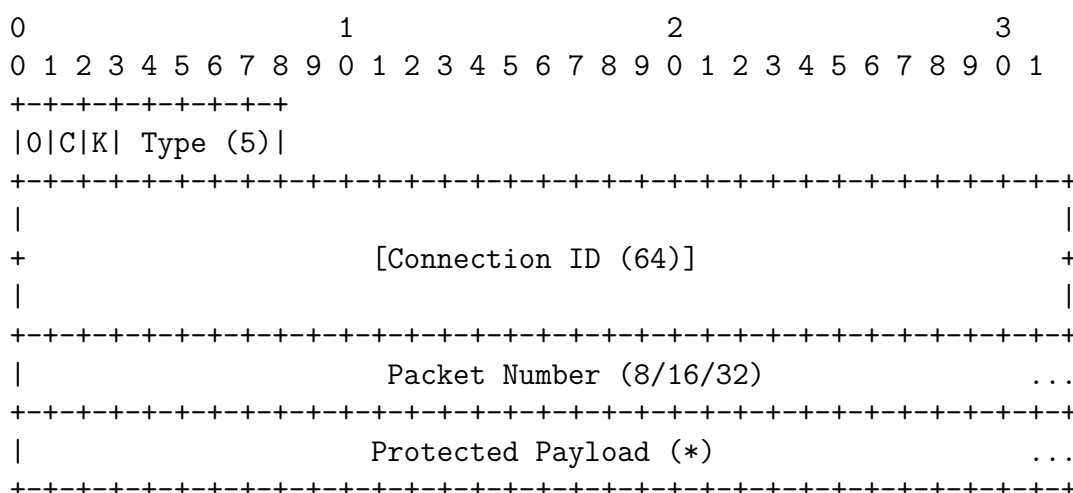 0                   1                   2                   3
0 1 2 3 4 5 6 7 8 9 0 1 2 3 4 5 6 7 8 9 0 1 2 3 4 5 6 7 8 9 0 1
+-+-+-+-+-+-+-+-+
|0|C|K| Type (5)|
+-+-+-+-+-+-+-+-+-+-+-+-+-+-+-+-+-+-+-+-+-+-+-+-+-+-+-+-+-+-+-+-+
|                                                               |
+                     [Connection ID (64)]                      +
|                                                               |
+-+-+-+-+-+-+-+-+-+-+-+-+-+-+-+-+-+-+-+-+-+-+-+-+-+-+-+-+-+-+-+-+
|                      Packet Number (8/16/32)                ...
+-+-+-+-+-+-+-+-+-+-+-+-+-+-+-+-+-+-+-+-+-+-+-+-+-+-+-+-+-+-+-+-+
|                     Protected Payload (*)                   ...
+-+-+-+-+-+-+-+-+-+-+-+-+-+-+-+-+-+-+-+-+-+-+-+-+-+-+-+-+-+-+-+-+